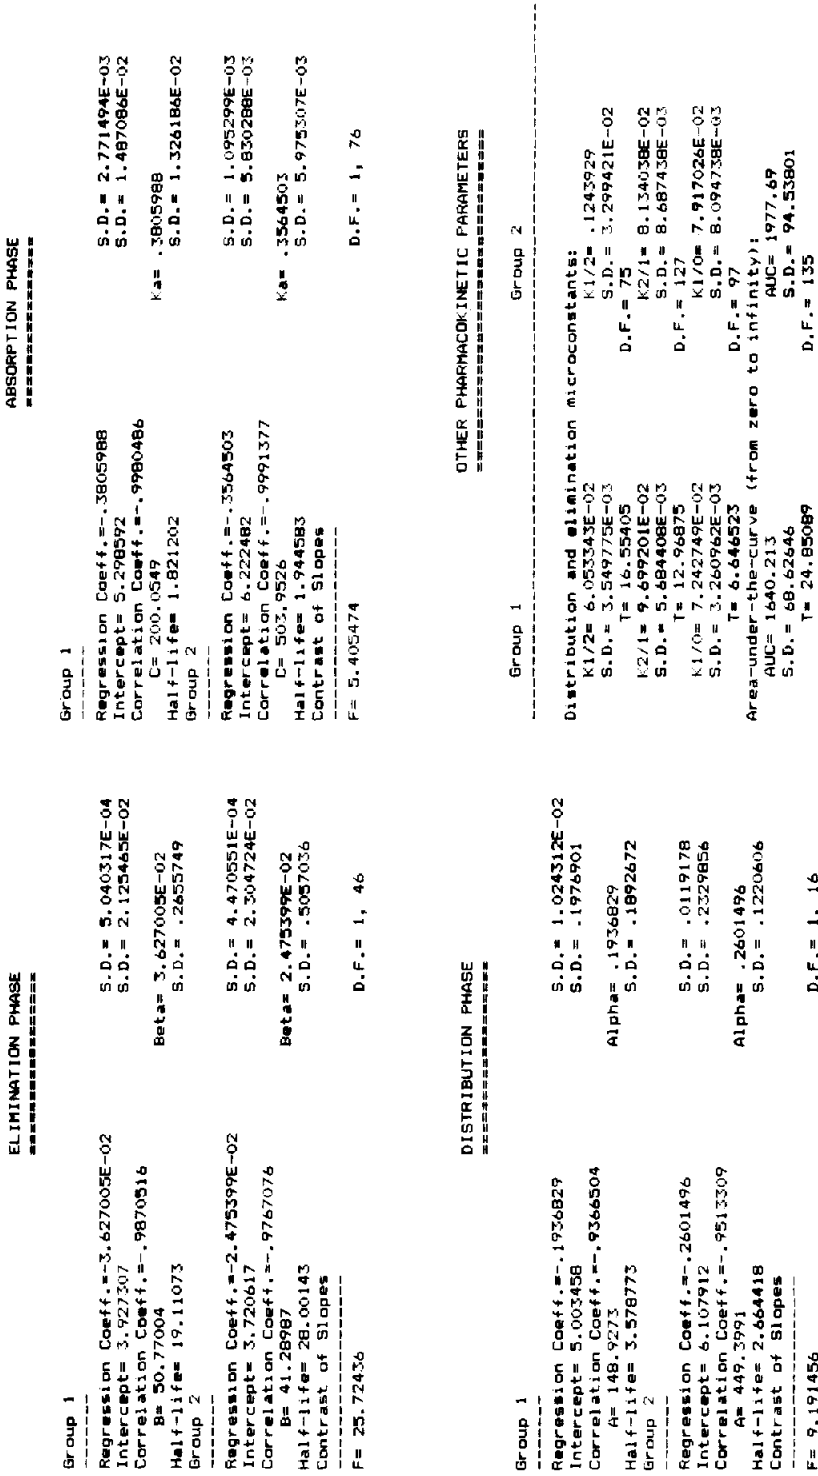 ELIMINATION PHASE
=================
Group 1
-------
Regression Coeff.=-3.627005E-02 S.D.= 5.040317E-04
Intercept= 3.927307 S.D.= 2.125465E-02
Correlation Coeff.=-.9870516
B= 50.77004 Beta= 3.627005E-02
Half-life= 19.11073 S.D.= .2655749
Group 2
-------
Regression Coeff.=-2.475399E-02 S.D.= 4.470551E-04
Intercept= 3.720617 S.D.= 2.304724E-02
Correlation Coeff.=-.9767076
B= 41.28987 Beta= 2.475399E-02
Half-life= 28.00143 S.D.= .5057036
Contrast of Slopes
------------------
F= 25.72436 D.F.= 1, 46
DISTRIBUTION PHASE
==================
Group 1
-------
Regression Coeff.=-.1936829 S.D.= 1.024312E-02
Intercept= 5.003458 S.D.= .1976901
Correlation Coeff.=-.9366504
A= 148.9273 Alpha= .1936829
Half-life= 3.578773 S.D.= .1892672
Group 2
-------
Regression Coeff.=-.2601496 S.D.= .0119178
Intercept= 6.107912 S.D.= .2329856
Correlation Coeff.=-.9513309
A= 449.3991 Alpha= .2601496
Half-life= 2.664418 S.D.= .1220606
Contrast of Slopes
------------------
F= 9.191456 D.F.= 1, 16
ABSORPTION PHASE
================
Group 1
-------
Regression Coeff.=-.3805988 S.D.= 2.771494E-03
Intercept= 5.298592 S.D.= 1.487086E-02
Correlation Coeff.=-.9980486
C= 200.0549 Ka= .3805988
Half-life= 1.821202 S.D.= 1.326186E-02
Group 2
-------
Regression Coeff.=-.3564503 S.D.= 1.095299E-03
Intercept= 6.222482 S.D.= 5.830288E-03
Correlation Coeff.=-.9991377
C= 503.9526 Ka= .3564503
Half-life= 1.944583 S.D.= 5.975307E-03
Contrast of Slopes
------------------
F= 5.405474 D.F.= 1, 76
OTHER PHARMACOKINETIC PARAMETERS
================================
Group 1 Group 2
Distribution and elimination microconstants:
K1/2= 6.053343E-02 K1/2= .1243929
S.D.= 3.549775E-03 S.D.= 3.299421E-02
T= 16.55405 D.F.= 75
K2/1= 9.699201E-02 K2/1= 8.134038E-02
S.D.= 5.684408E-03 S.D.= 8.687438E-03
T= 12.96875 D.F.= 127
K1/0= 7.242749E-02 K1/0= 7.917026E-02
S.D.= 3.260962E-03 S.D.= 8.094738E-03
T= 6.646523 D.F.= 97
Area-under-the-curve (from zero to infinity):
AUC= 1640.213 AUC= 1977.69
S.D.= 68.62646 S.D.= 94.53801
T= 24.85089 D.F.= 135